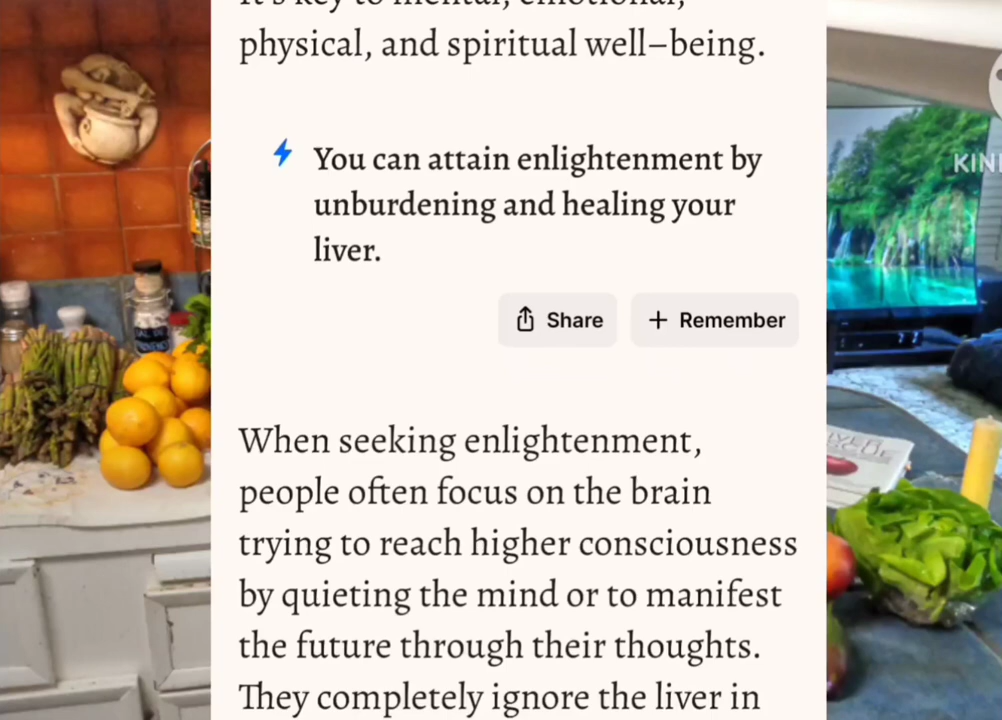 physical, and spiritual well–being.
You can attain enlightenment by
unburdening and healing your
liver.
Share
Remember
When seeking enlightenment,
people often focus on the brain
trying to reach higher consciousness
by quieting the mind or to manifest
the future through their thoughts.
They completely ignore the liver in